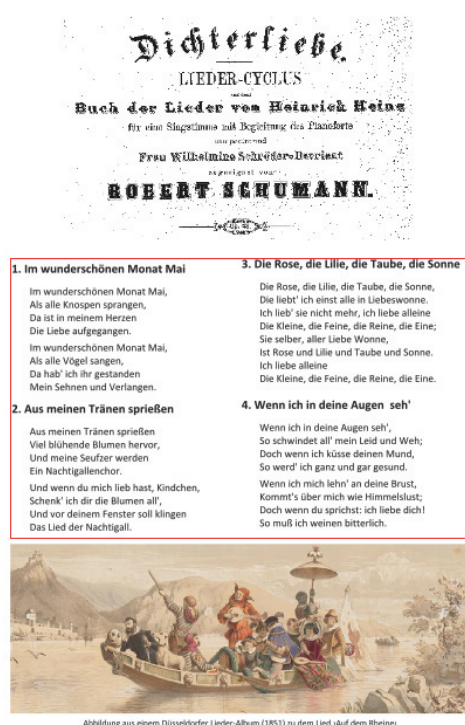 Dichterliebe.
LIEDER-CYCLUS
aus dem
Buch der Lieder von Heinrich Heine
für eine Singstimme mit Begleitung des Pianoforte
componirt und
Frau Wilhelmine Schröder-Devrient
zugeeignet von
ROBERT SCHUMANN.
Op. 48.
1. Im wunderschönen Monat Mai
Im wunderschönen Monat Mai,
Als alle Knospen sprangen,
Da ist in meinem Herzen
Die Liebe aufgegangen.
Im wunderschönen Monat Mai,
Als alle Vögel sangen,
Da hab' ich ihr gestanden
Mein Sehnen und Verlangen.
2. Aus meinen Tränen sprießen
Aus meinen Tränen sprießen
Viel blühende Blumen hervor,
Und meine Seufzer werden
Ein Nachtigallenchor.
Und wenn du mich lieb hast, Kindchen,
Schenk' ich dir die Blumen all',
Und vor deinem Fenster soll klingen
Das Lied der Nachtigall.
3. Die Rose, die Lilie, die Taube, die Sonne
Die Rose, die Lilie, die Taube, die Sonne,
Die liebt' ich einst alle in Liebeswonne.
Ich lieb' sie nicht mehr, ich liebe alleine
Die Kleine, die Feine, die Reine, die Eine;
Sie selber, aller Liebe Wonne,
Ist Rose und Lilie und Taube und Sonne.
Ich liebe alleine
Die Kleine, die Feine, die Reine, die Eine.
4. Wenn ich in deine Augen seh'
Wenn ich in deine Augen seh',
So schwindet all' mein Leid und Weh;
Doch wenn ich küsse deinen Mund,
So werd' ich ganz und gar gesund.
Wenn ich mich lehn' an deine Brust,
Kommt's über mich wie Himmelslust;
Doch wenn du sprichst: ich liebe dich!
So muß ich weinen bitterlich.
Abbildung aus einem Düsseldorfer Lieder-Album (1851) zu dem Lied ›Auf dem Rheine‹